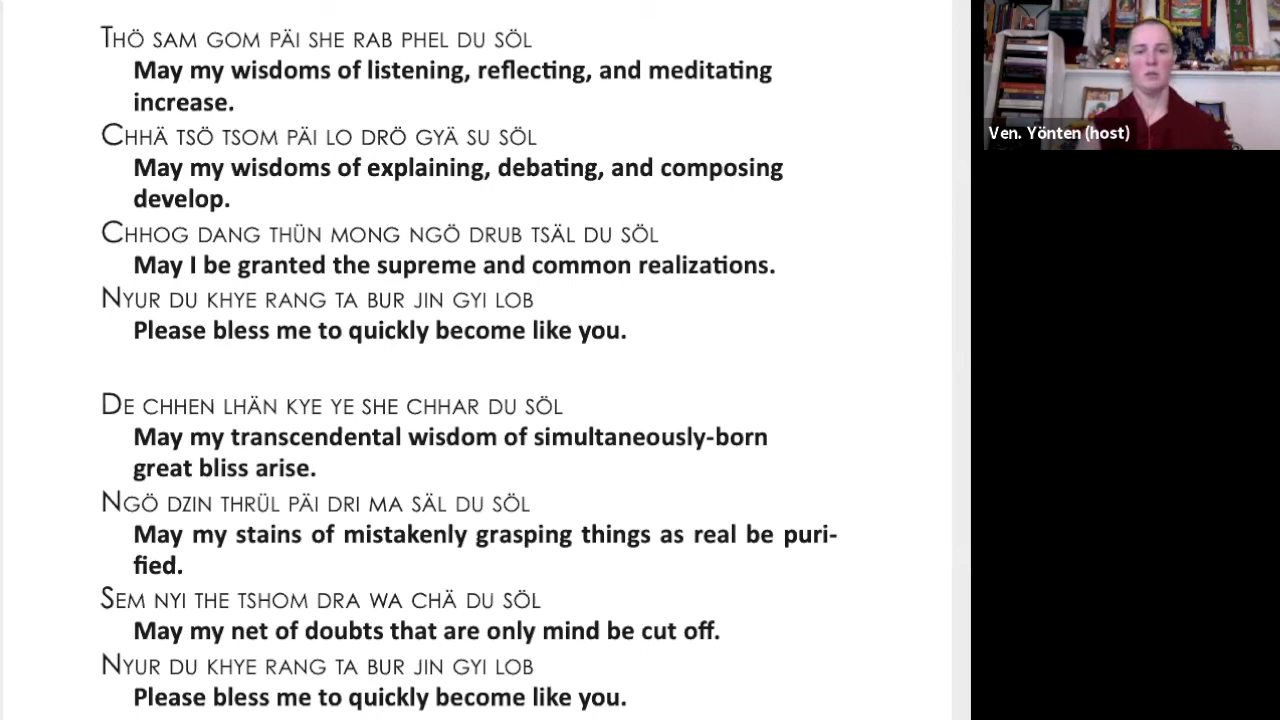 THÖ SAM GOM PÄI SHE RAB PHEL DU SÖL
May my wisdoms of listening, reflecting, and meditating
increase.
CHHÄ TSÖ TSOM PÄI LO DRÖ GYÄ SU SÖL
May my wisdoms of explaining, debating, and composing
develop.
CHHOG DANG THÜN MONG NGÖ DRUB TSÄL DU SÖL
May I be granted the supreme and common realizations.
NYUR DU KHYE RANG TA BUR JIN GYI LOB
Please bless me to quickly become like you.
DE CHHEN LHÄN KYE YE SHE CHHAR DU SÖL
May my transcendental wisdom of simultaneously-born
great bliss arise.
NGÖ DZIN THRÜL PÄI DRI MA SÄL DU SÖL
May my stains of mistakenly grasping things as real be puri-
fied.
SEM NYI THE TSHOM DRA WA CHÄ DU SÖL
May my net of doubts that are only mind be cut off.
NYUR DU KHYE RANG TA BUR JIN GYI LOB
Please bless me to quickly become like you.
Ven. Yönten (host)